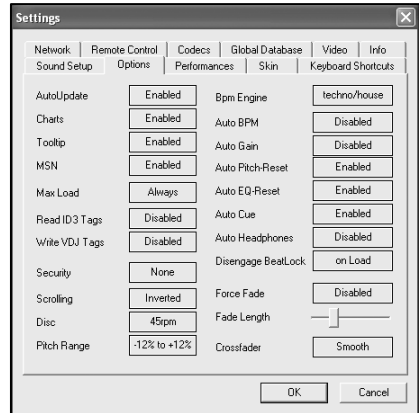 Settings
Network Remote Control Codecs Global Database Video Info
Sound Setup Options Performances Skin Keyboard Shortcuts
AutoUpdate Enabled
Charts Enabled
Tooltip Enabled
MSN Enabled
Max Load Always
Read ID3 Tags Disabled
Write VDJ Tags Disabled
Security None
Scrolling Inverted
Disc 45rpm
Pitch Range -12% to +12%
Bpm Engine techno/house
Auto BPM Disabled
Auto Gain Disabled
Auto Pitch-Reset Enabled
Auto EQ-Reset Enabled
Auto Cue Enabled
Auto Headphones Disabled
Disengage BeatLock on Load
Force Fade Disabled
Fade Length
Crossfader Smooth
OK Cancel